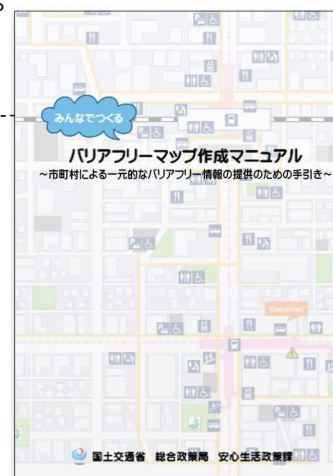 みんなでつくる
バリアフリーマップ作成マニュアル
~市町村による一元的なバリアフリー情報の提供のための手引き~
Welcome!
国土交通省 総合政策局 安心生活政策課